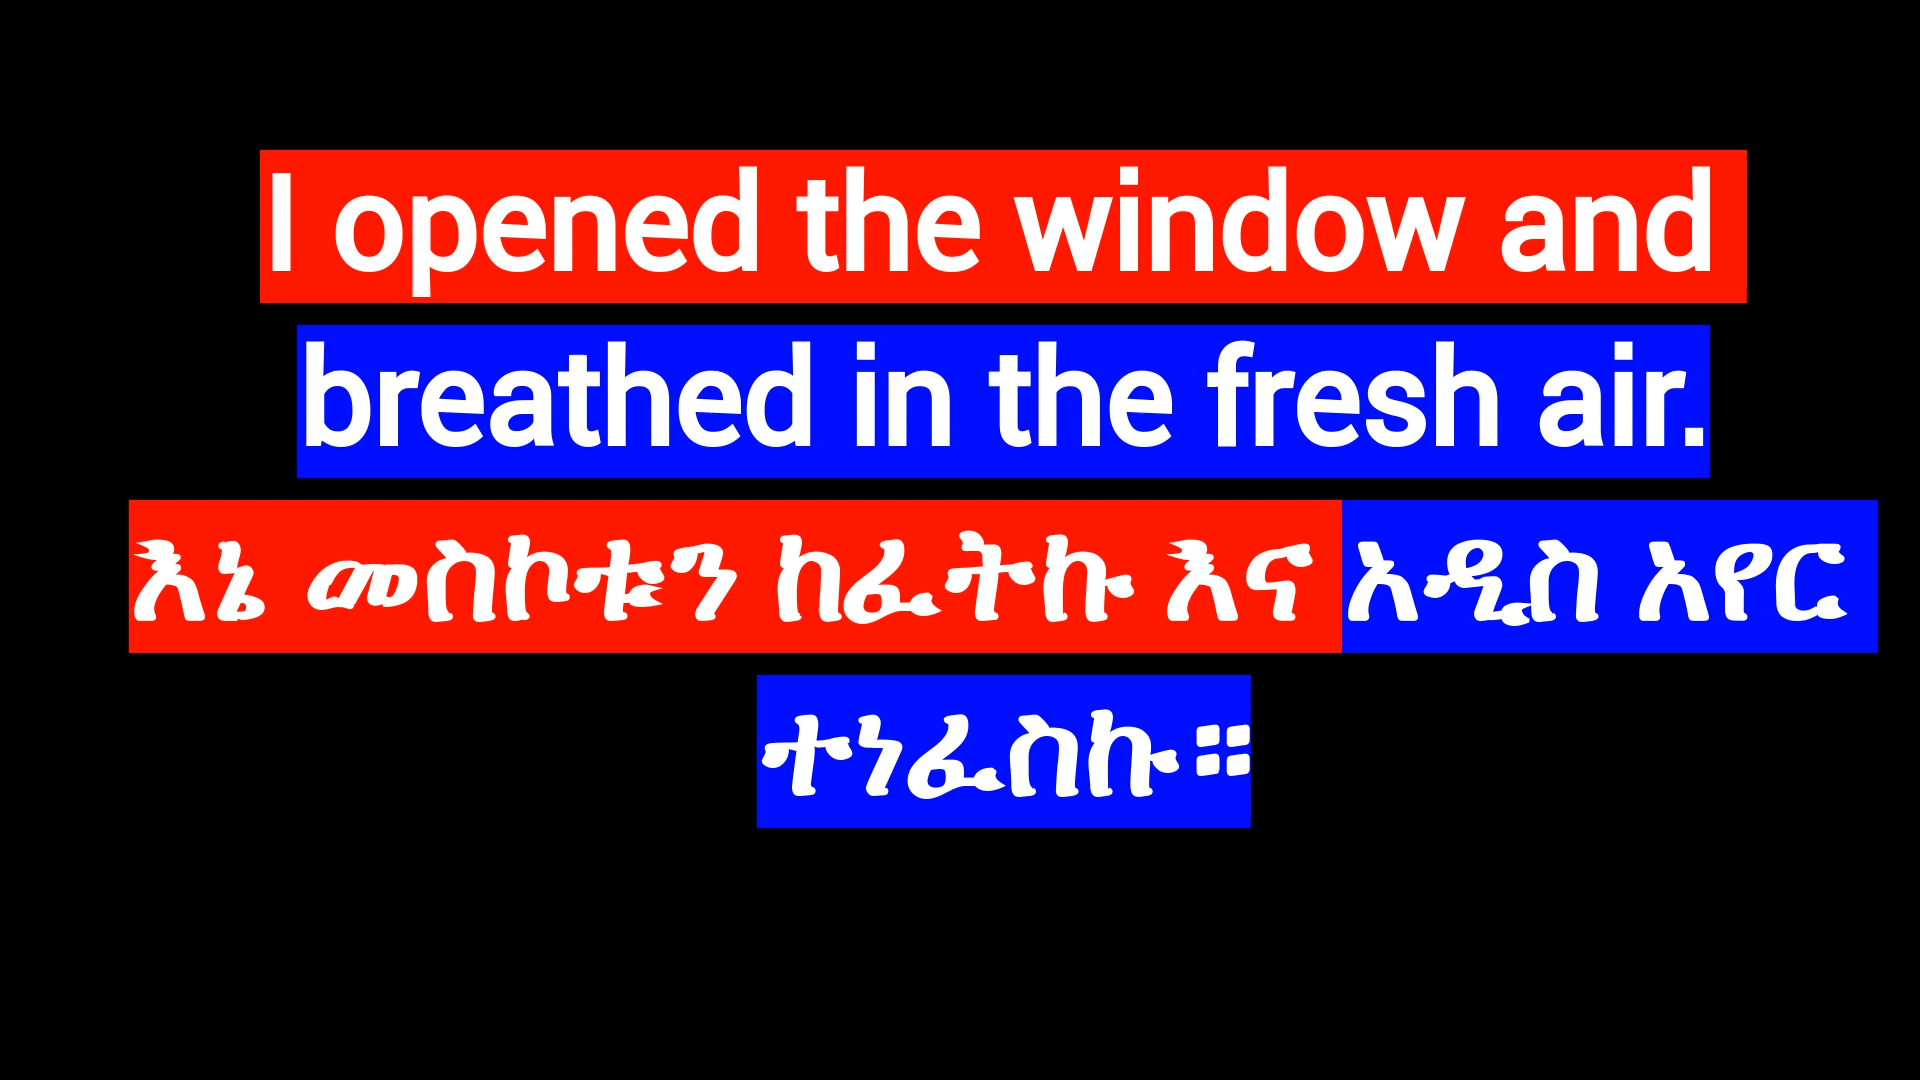 I opened the window and
breathed in the fresh air.
እኔ መስኮቱን ከፈትኩ እና አዲስ አየር
ተነፈስኩ።